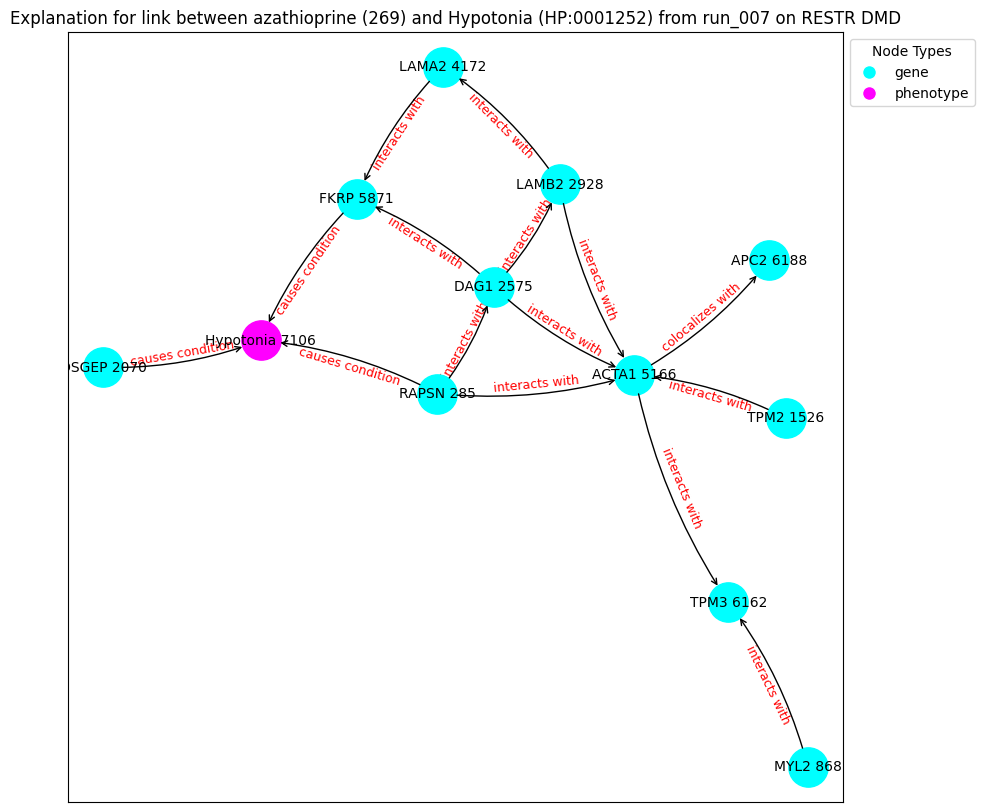 Explanation for link between azathioprine (269) and Hypotonia (HP:0001252) from run_007 on RESTR DMD
Node Types
gene
phenotype
LAMA2 4172
interacts with
interacts with
LAMB2 2928
FKRP 5871
interacts with
interacts with
interacts with
APC2 6188
causes condition
DAG1 2575
colocalizes with
interacts with
Hypotonia 7106
interacts with
causes condition
OSGEP 2070
causes condition
ACTA1 5166
interacts with
RAPSN 285
interacts with
TPM2 1526
interacts with
TPM3 6162
interacts with
MYL2 868